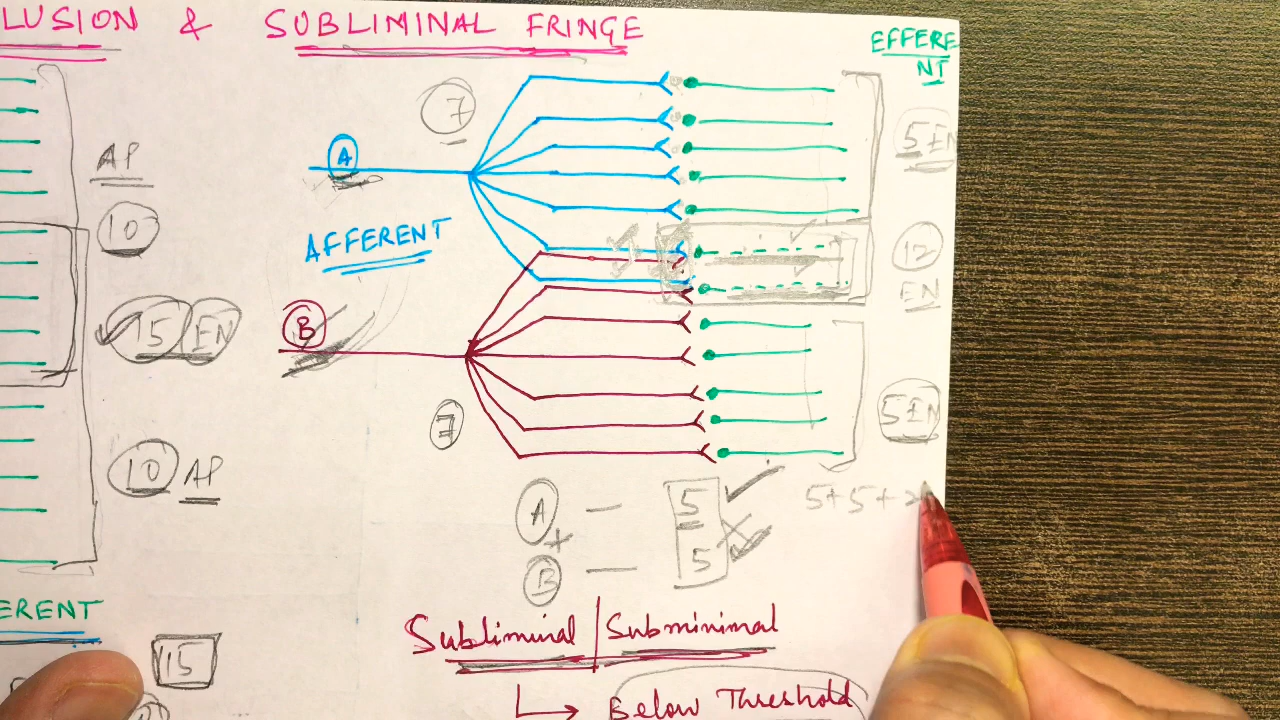 LUSION & SUBLIMINAL FRINGE
EFFERE
NT
7
A
5 EN
AP
10
AFFERENT
12
EN
B
15 EN
7
5 EN
10 AP
A - 5
+
B - 5
5+5+2
Subliminal | Subminimal
ERENT
15
Below Threshold